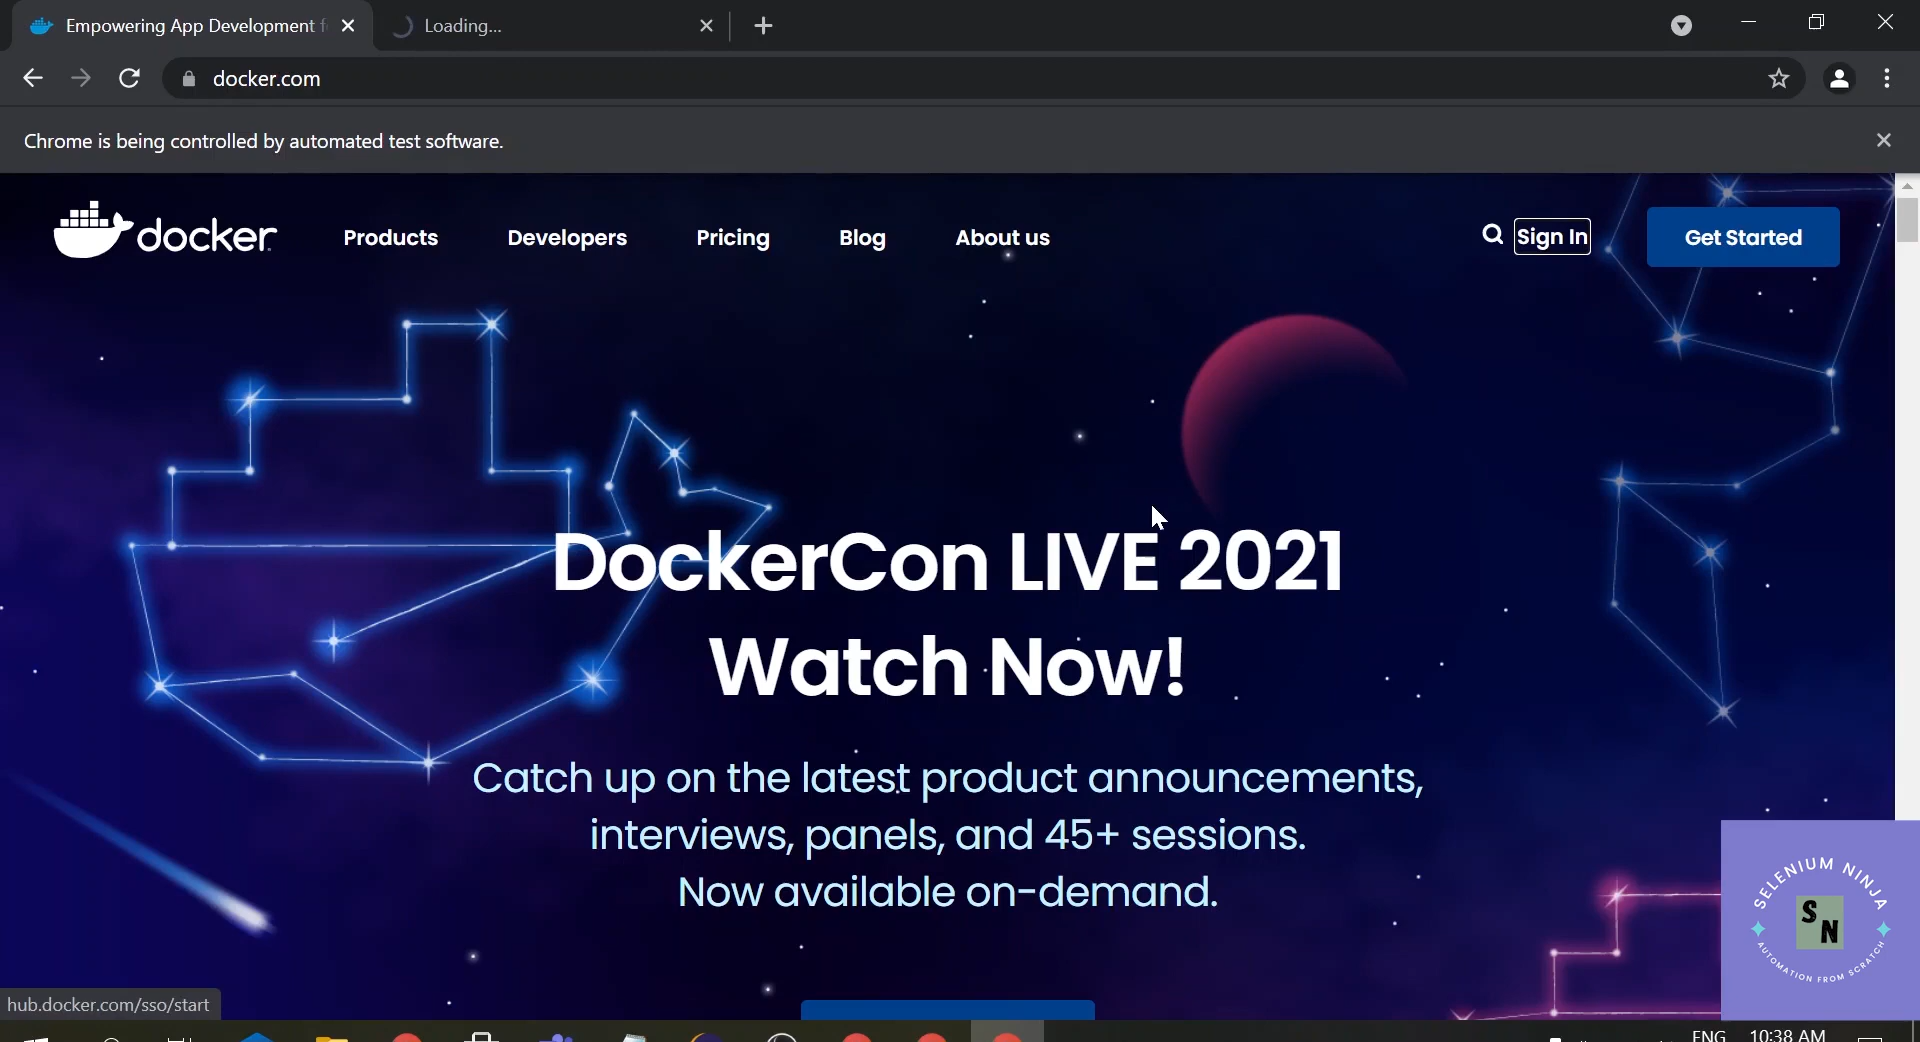 Empowering App Development f
Loading...
docker.com
Chrome is being controlled by automated test software.
docker
Products
Developers
Pricing
Blog
About us
Sign In
Get Started
DockerCon LIVE 2021
Watch Now!
Catch up on the latest product announcements,
interviews, panels, and 45+ sessions.
Now available on-demand.
SELENIUM NINJA
S
N
AUTOMATION FROM SCRATCH
hub.docker.com/sso/start
ENG
10:38 AM